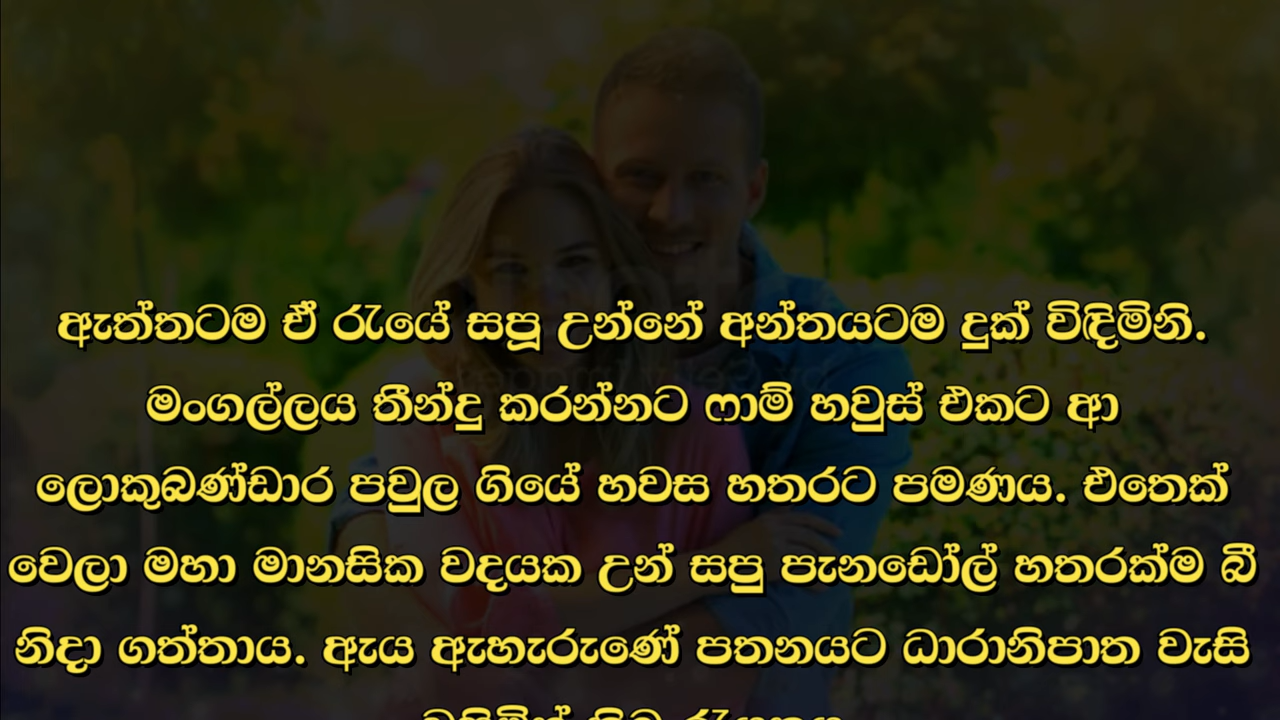 ඇත්තටම ඒ රැයේ සපූ උන්නේ අන්තයටම දුක් විඳිමිනි.
මංගල්ලය තීන්දු කරන්නට ෆාම් හවුස් එකට ආ
ලොකුබණ්ඩාර පවුල ගියේ හවස හතරට පමණය. එතෙක්
වෙලා මහා මානසික වදයක උන් සපු පැනඩෝල් හතරක්ම බී
නිදා ගත්තාය. ඇය ඇහැරුණේ පතනයට ධාරානිපාත වැසි